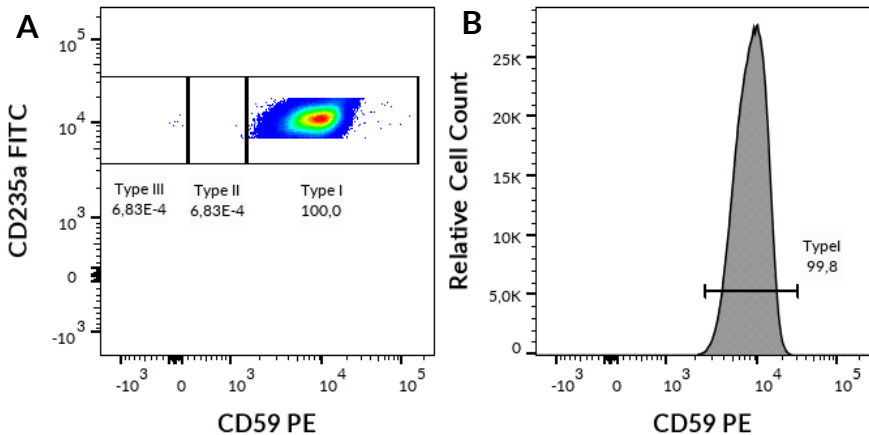 A
CD235a FITC
10^5
10^4
10^3
0
-10^3
Type III
6,83E-4
Type II
6,83E-4
Type I
100,0
-10^3 0 10^3 10^4 10^5
CD59 PE
B
Relative Cell Count
25K
20K
15K
10K
5,0K
0
TypeI
99,8
-10^3 0 10^3 10^4 10^5
CD59 PE